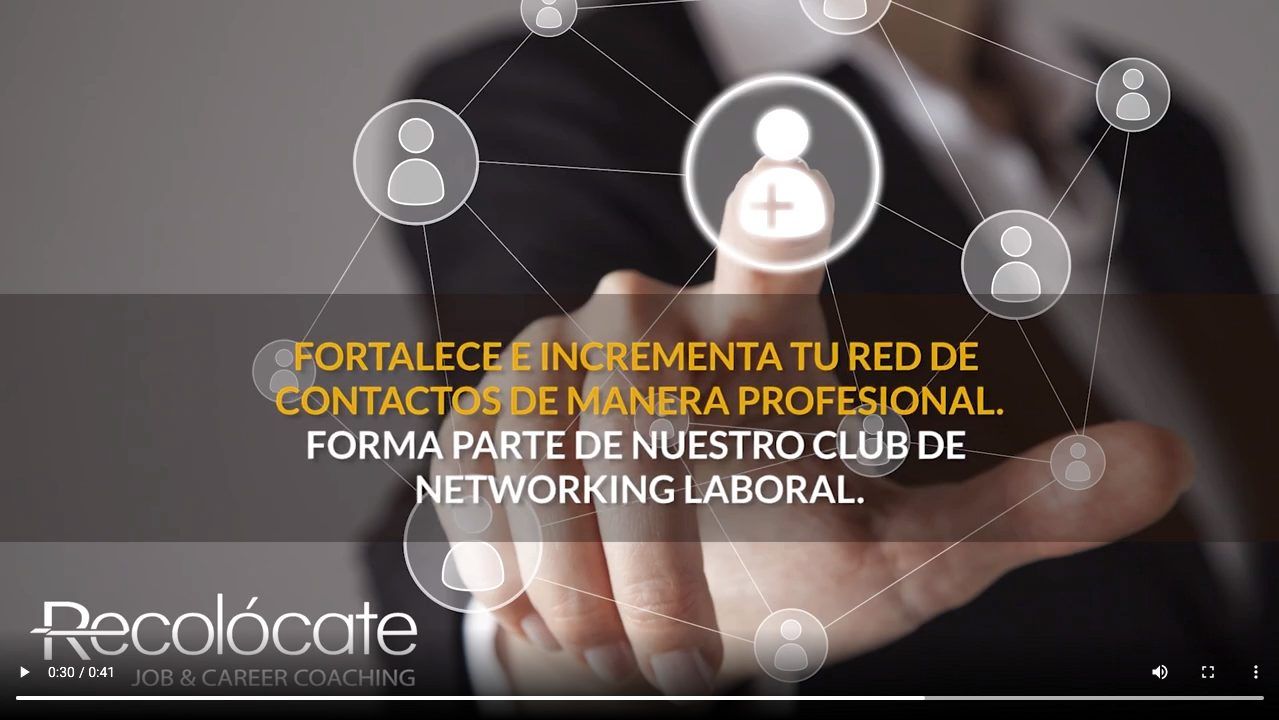 FORTALECE E INCREMENTA TU RED DE
CONTACTOS DE MANERA PROFESIONAL.
FORMA PARTE DE NUESTRO CLUB DE
NETWORKING LABORAL.
Recolócate
JOB & CAREER COACHING
0:30 / 0:41